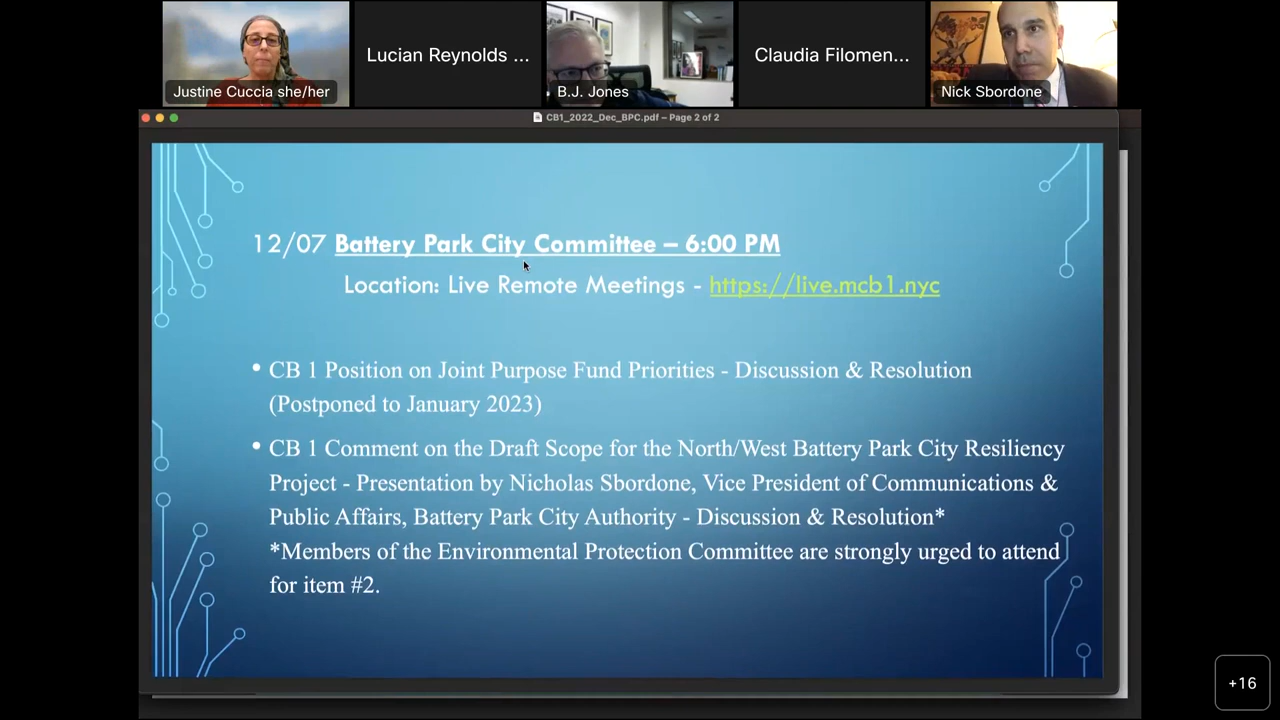 Justine Cuccia she/her
Lucian Reynolds ...
B.J. Jones
Claudia Filomen...
Nick Sbordone
CB1_2022_Dec_BPC.pdf – Page 2 of 2
12/07 Battery Park City Committee – 6:00 PM
Location: Live Remote Meetings - https://live.mcb1.nyc
• CB 1 Position on Joint Purpose Fund Priorities - Discussion & Resolution
(Postponed to January 2023)
• CB 1 Comment on the Draft Scope for the North/West Battery Park City Resiliency
Project - Presentation by Nicholas Sbordone, Vice President of Communications &
Public Affairs, Battery Park City Authority - Discussion & Resolution*
*Members of the Environmental Protection Committee are strongly urged to attend
for item #2.
+16